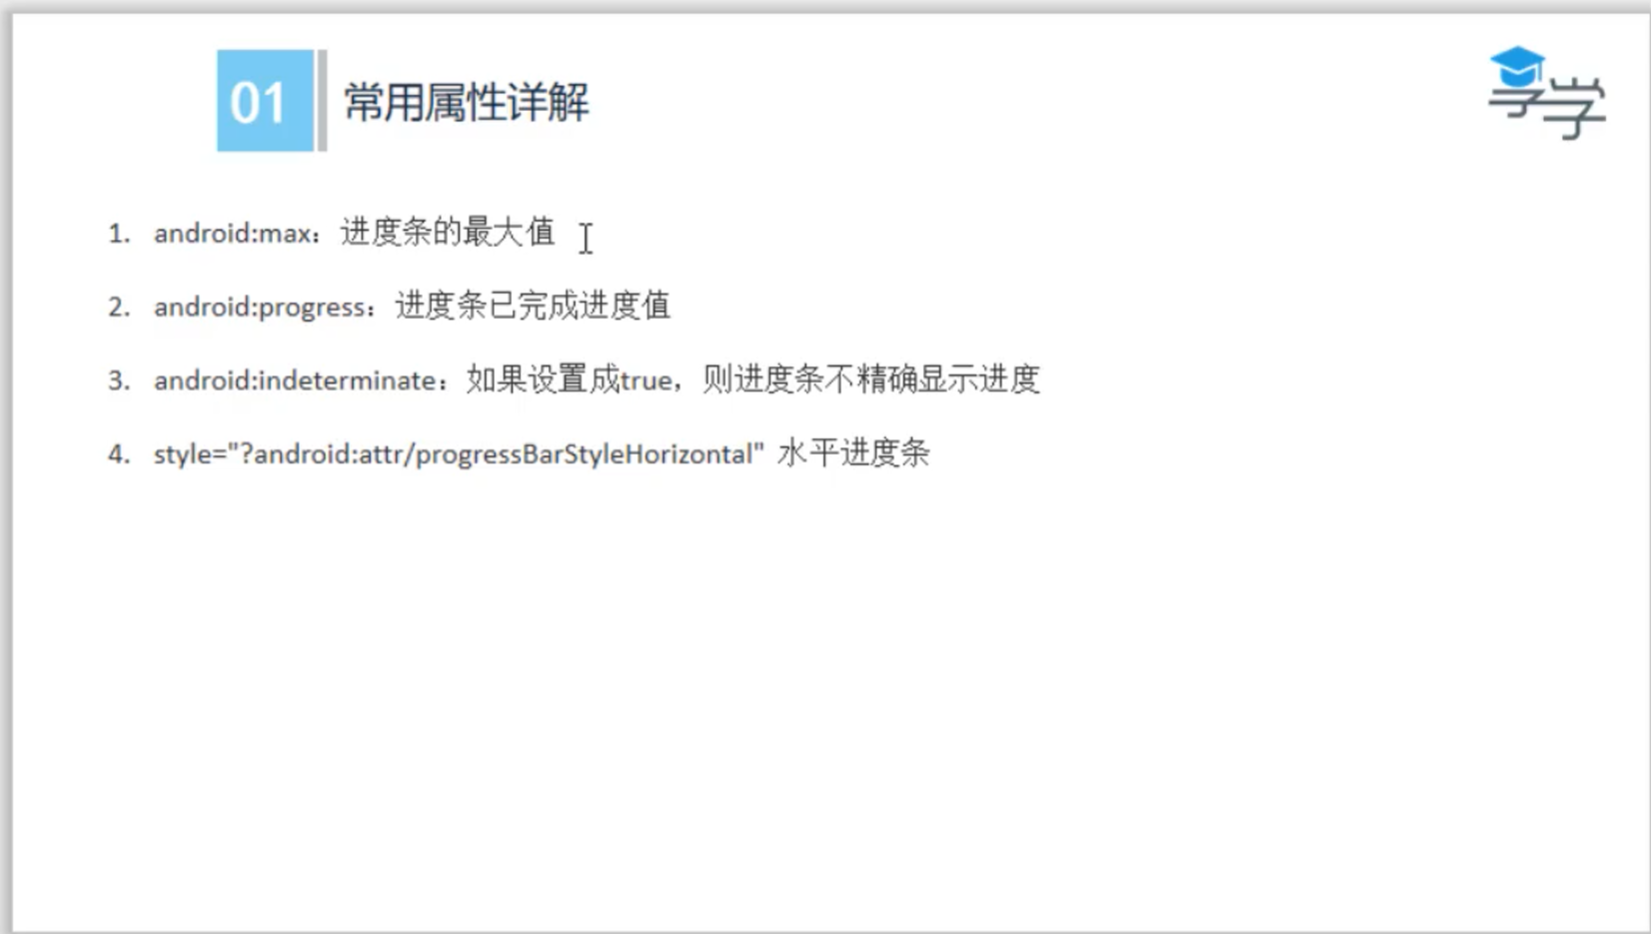 01 常用属性详解
享学
1. android:max：进度条的最大值
2. android:progress：进度条已完成进度值
3. android:indeterminate：如果设置成true，则进度条不精确显示进度
4. style="?android:attr/progressBarStyleHorizontal" 水平进度条